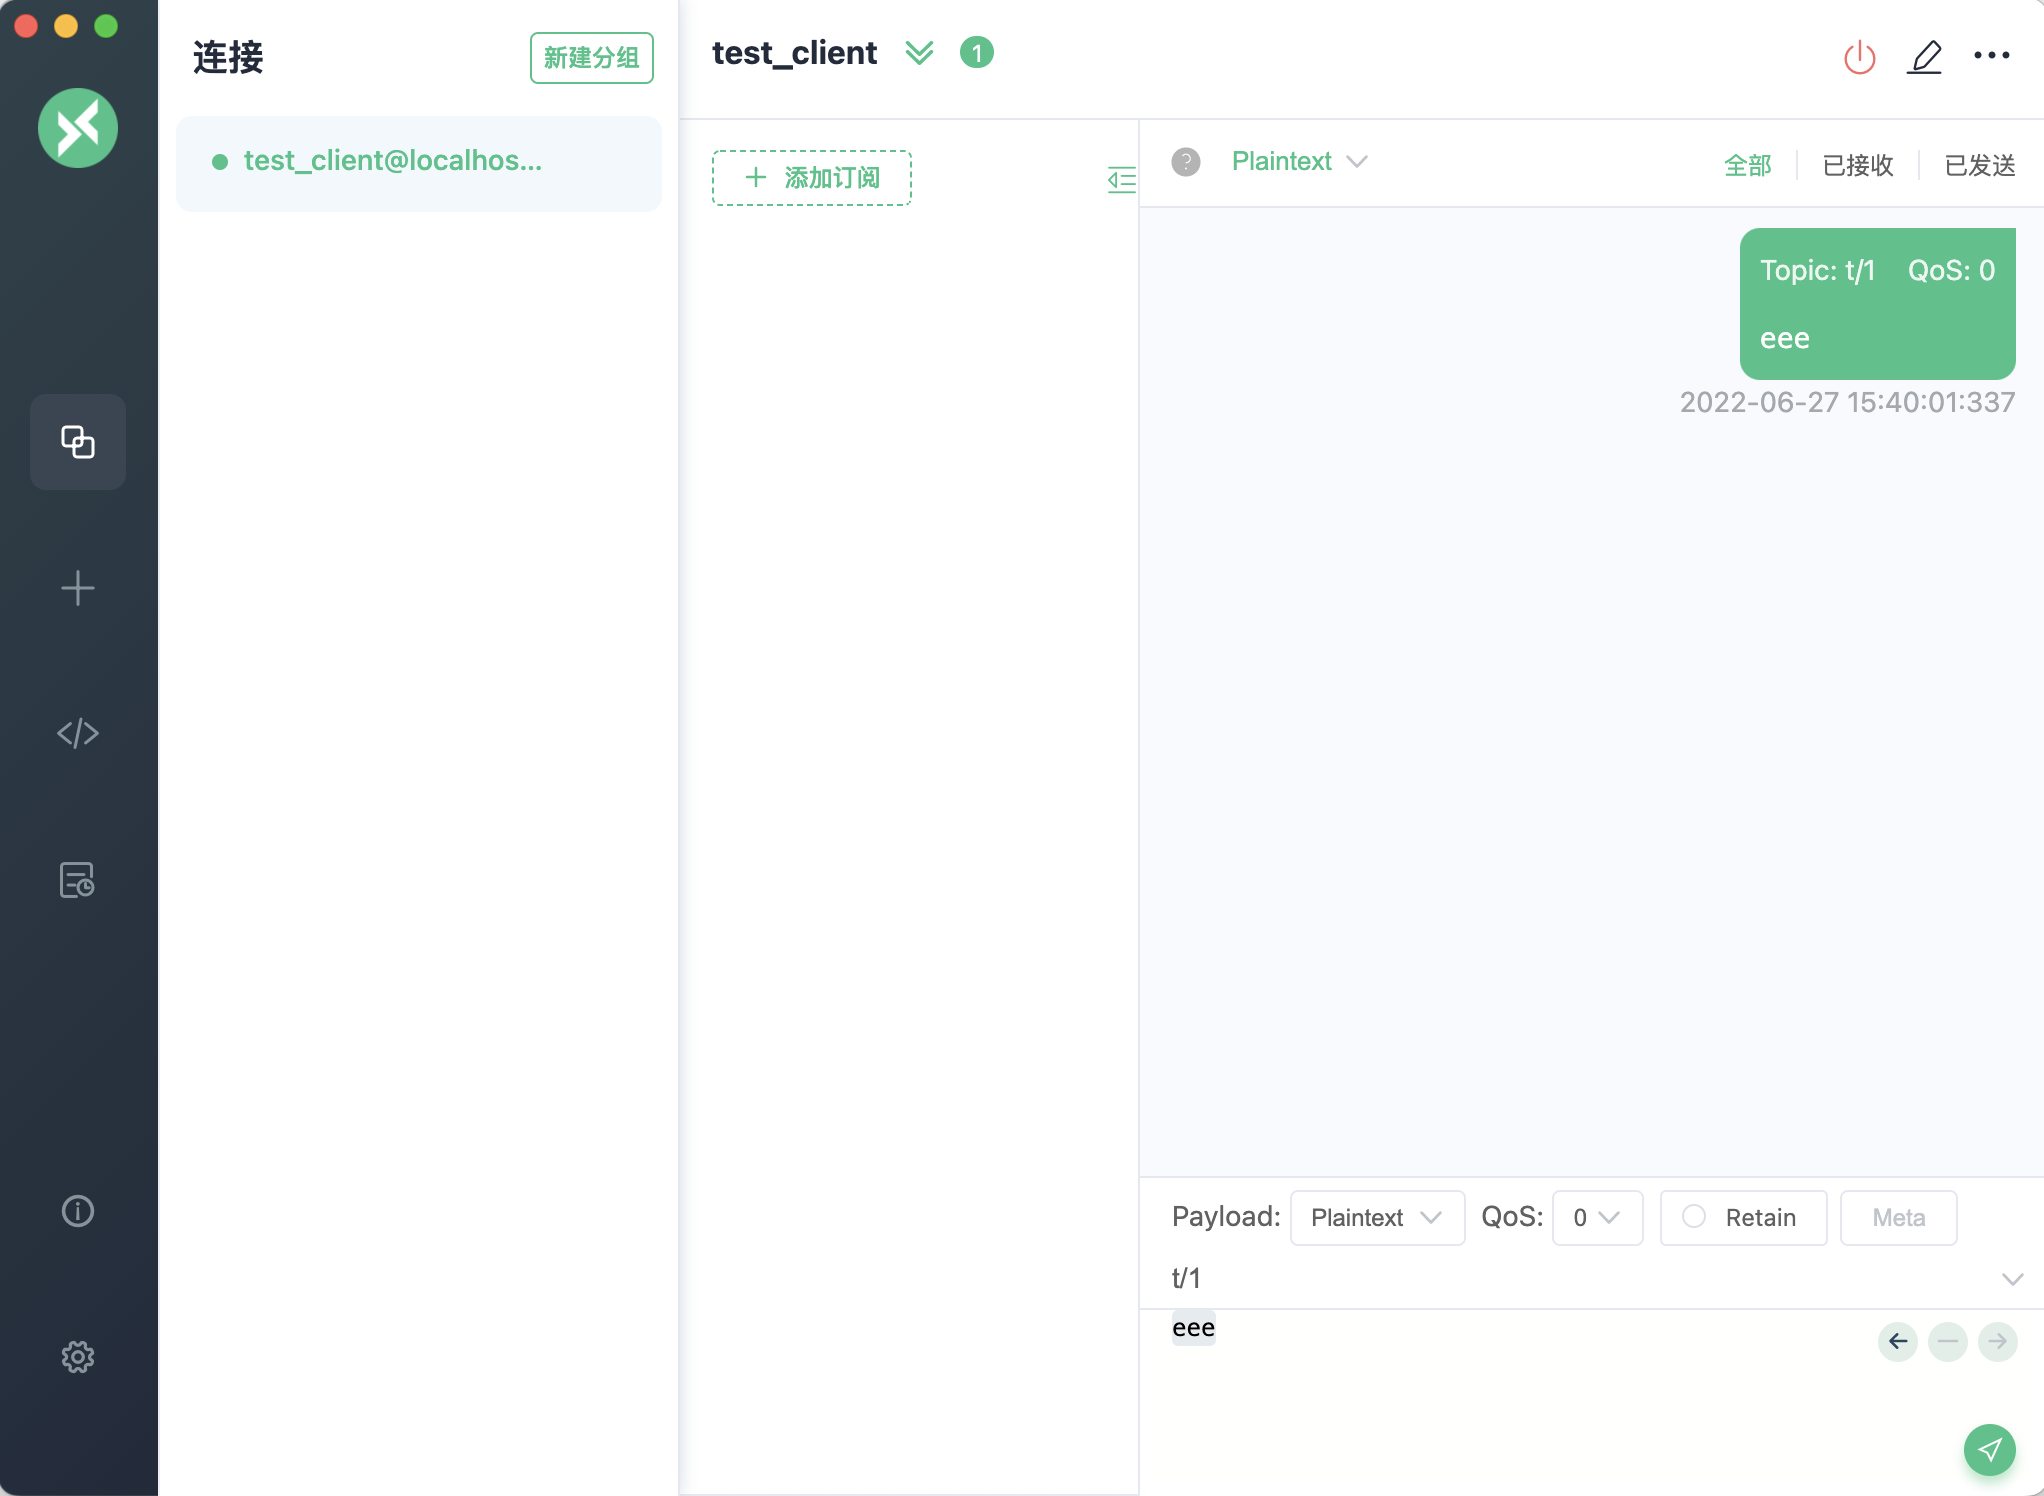 连接
新建分组
test_client@localhos...
test_client 1
添加订阅
Plaintext
全部 已接收 已发送
Topic: t/1 QoS: 0
eee
2022-06-27 15:40:01:337
Payload: Plaintext QoS: 0 Retain Meta
t/1
eee